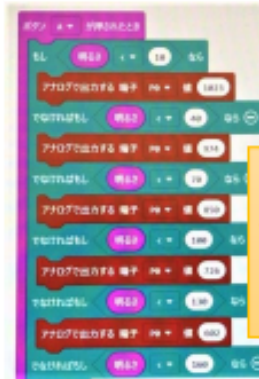 ボタン A ▼ が押されたとき
もし 明るさ < ▼ 10 なら
アナログで出力する 端子 P0 ▼ 値 1023
でなければもし 明るさ < ▼ 40 なら
アナログで出力する 端子 P0 ▼ 値 974
でなければもし 明るさ < ▼ 70 なら
アナログで出力する 端子 P0 ▼ 値 850
でなければもし 明るさ < ▼ 100 なら
アナログで出力する 端子 P0 ▼ 値 726
でなければもし 明るさ < ▼ 130 なら
アナログで出力する 端子 P0 ▼ 値 602
でなければもし 明るさ < ▼ 160 なら